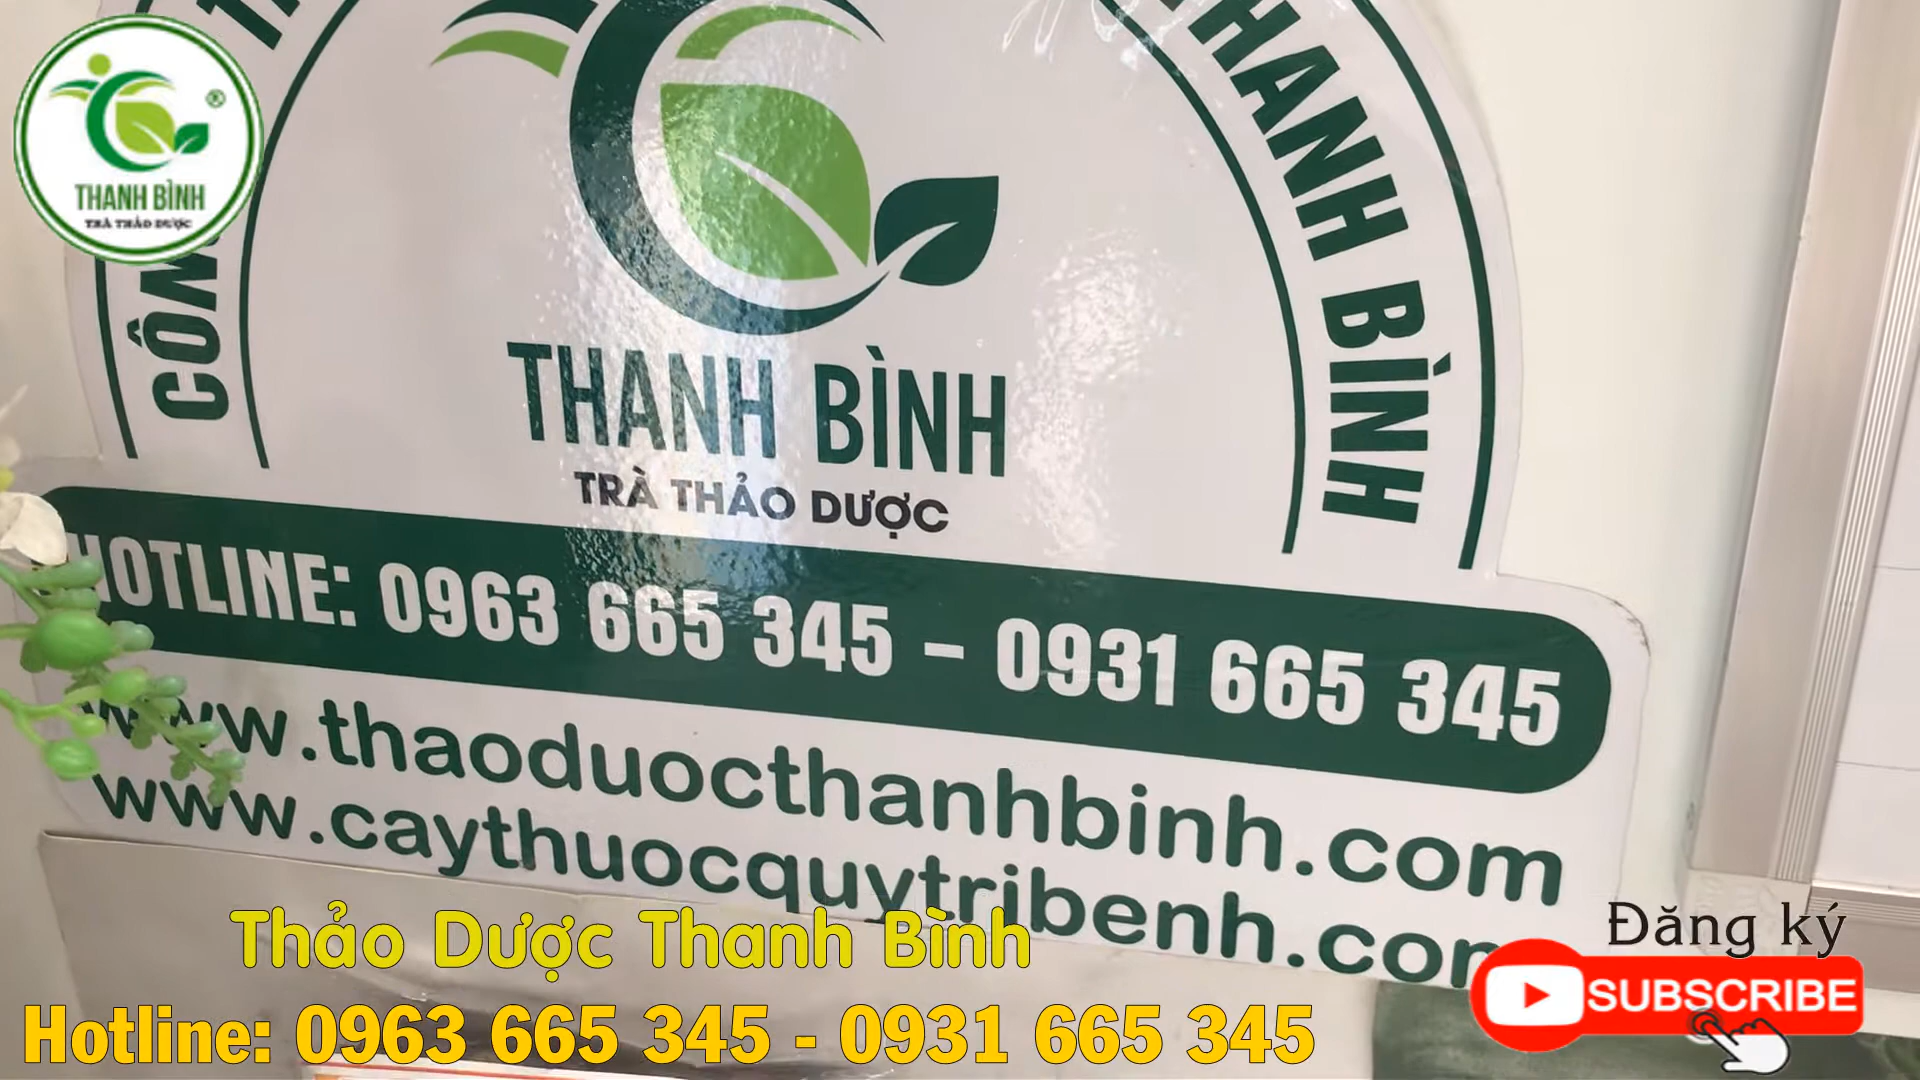 THANH BÌNH
TRÀ THẢO DƯỢC
CÔN
HANH BÌNH
THANH BÌNH
TRÀ THẢO DƯỢC
HOTLINE: 0963 665 345 - 0931 665 345
www.thaoduocthanhbinh.com
www.caythuocquytribenh.com
Thảo Dược Thanh Bình
Hotline: 0963 665 345 - 0931 665 345
Đăng ký
SUBSCRIBE